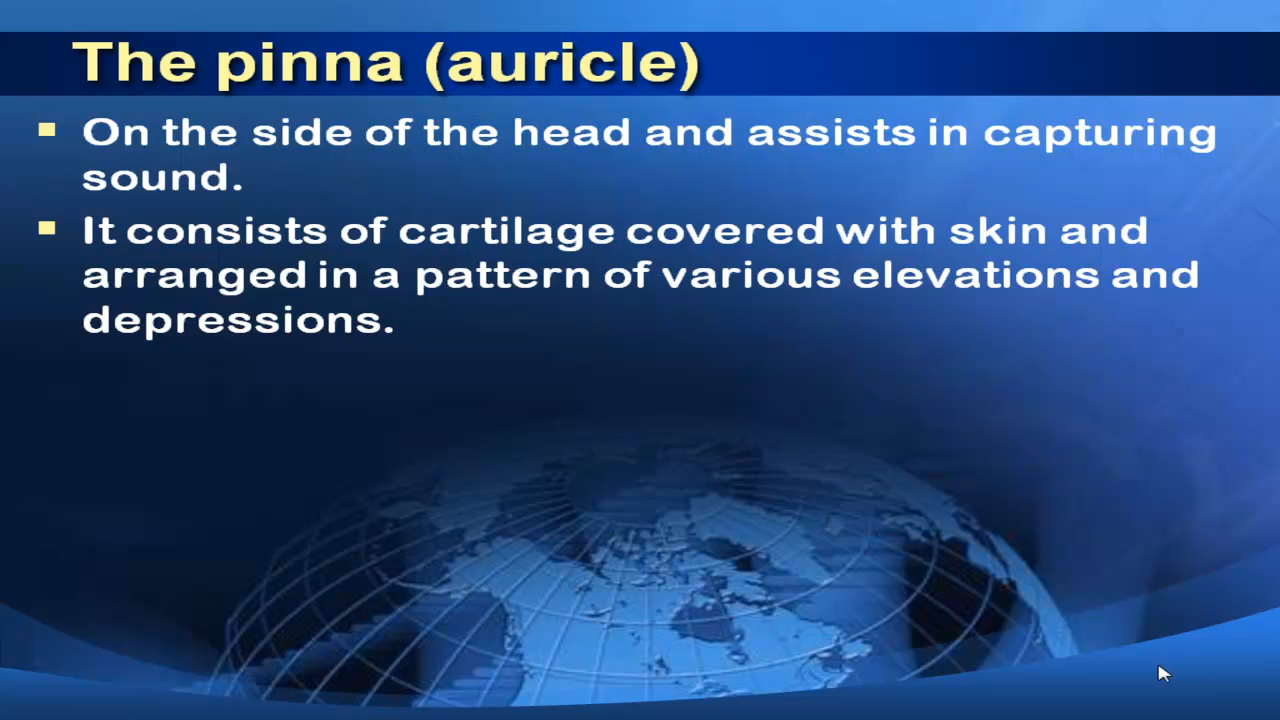 The pinna (auricle)
On the side of the head and assists in capturing
sound.
It consists of cartilage covered with skin and
arranged in a pattern of various elevations and
depressions.